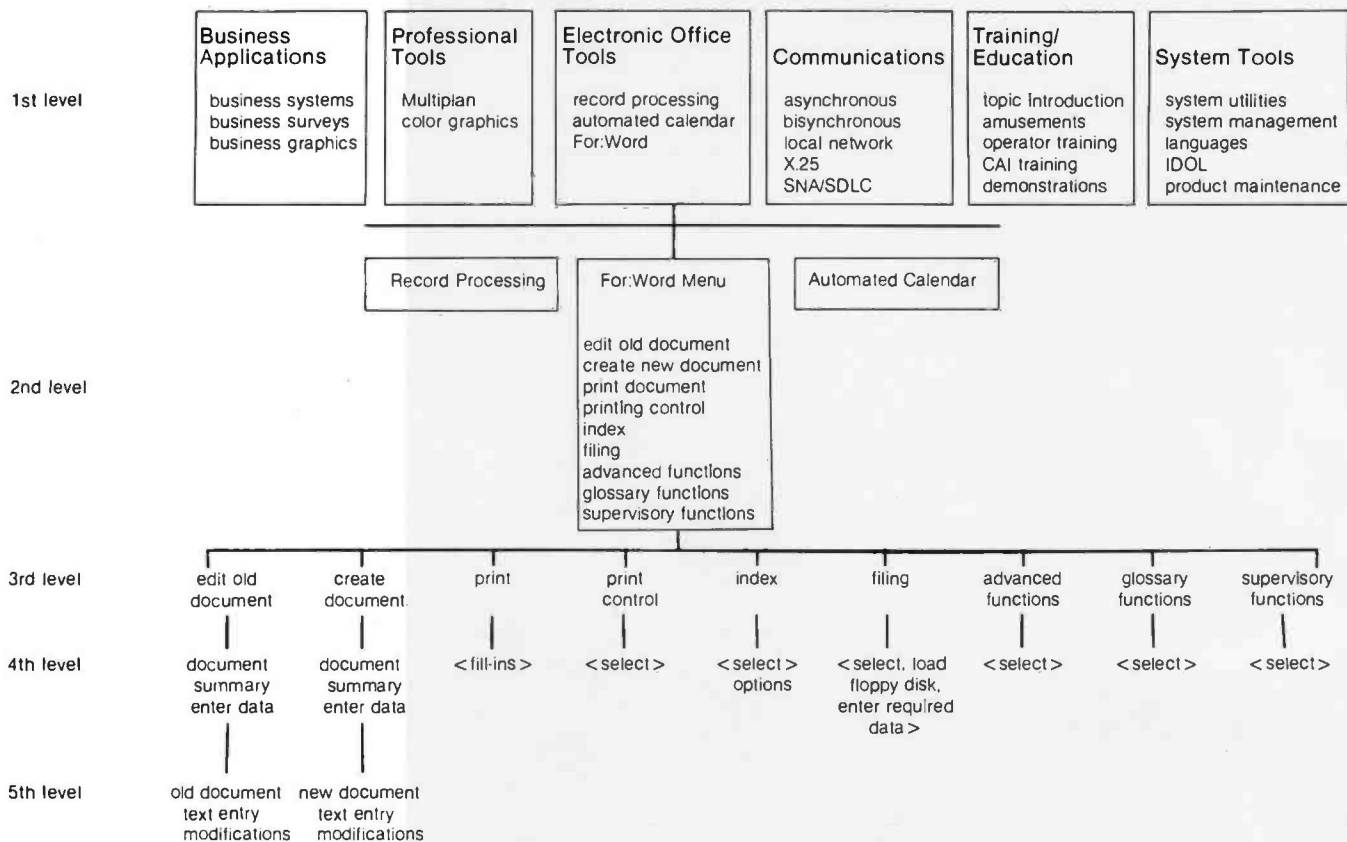 Business
Applications
business systems
business surveys
business graphics
Professional
Tools
Multiplan
color graphics
Electronic Office
Tools
record processing
automated calendar
For:Word
Communications
asynchronous
bisynchronous
local network
X.25
SNA/SDLC
Training/
Education
topic introduction
amusements
operator training
CAI training
demonstrations
System Tools
system utilities
system management
languages
IDOL
product maintenance
1st level
Record Processing
For:Word Menu
edit old document
create new document
print document
printing control
index
filing
advanced functions
glossary functions
supervisory functions
Automated Calendar
2nd level
3rd level
edit old
document
create
document
print
print
control
index
filing
advanced
functions
glossary
functions
supervisory
functions
4th level
document
summary
enter data
document
summary
enter data
<fill-ins>
<select>
<select>
options
<select, load
floppy disk,
enter required
data>
<select>
<select>
<select>
5th level
old document
text entry
modifications
new document
text entry
modifications